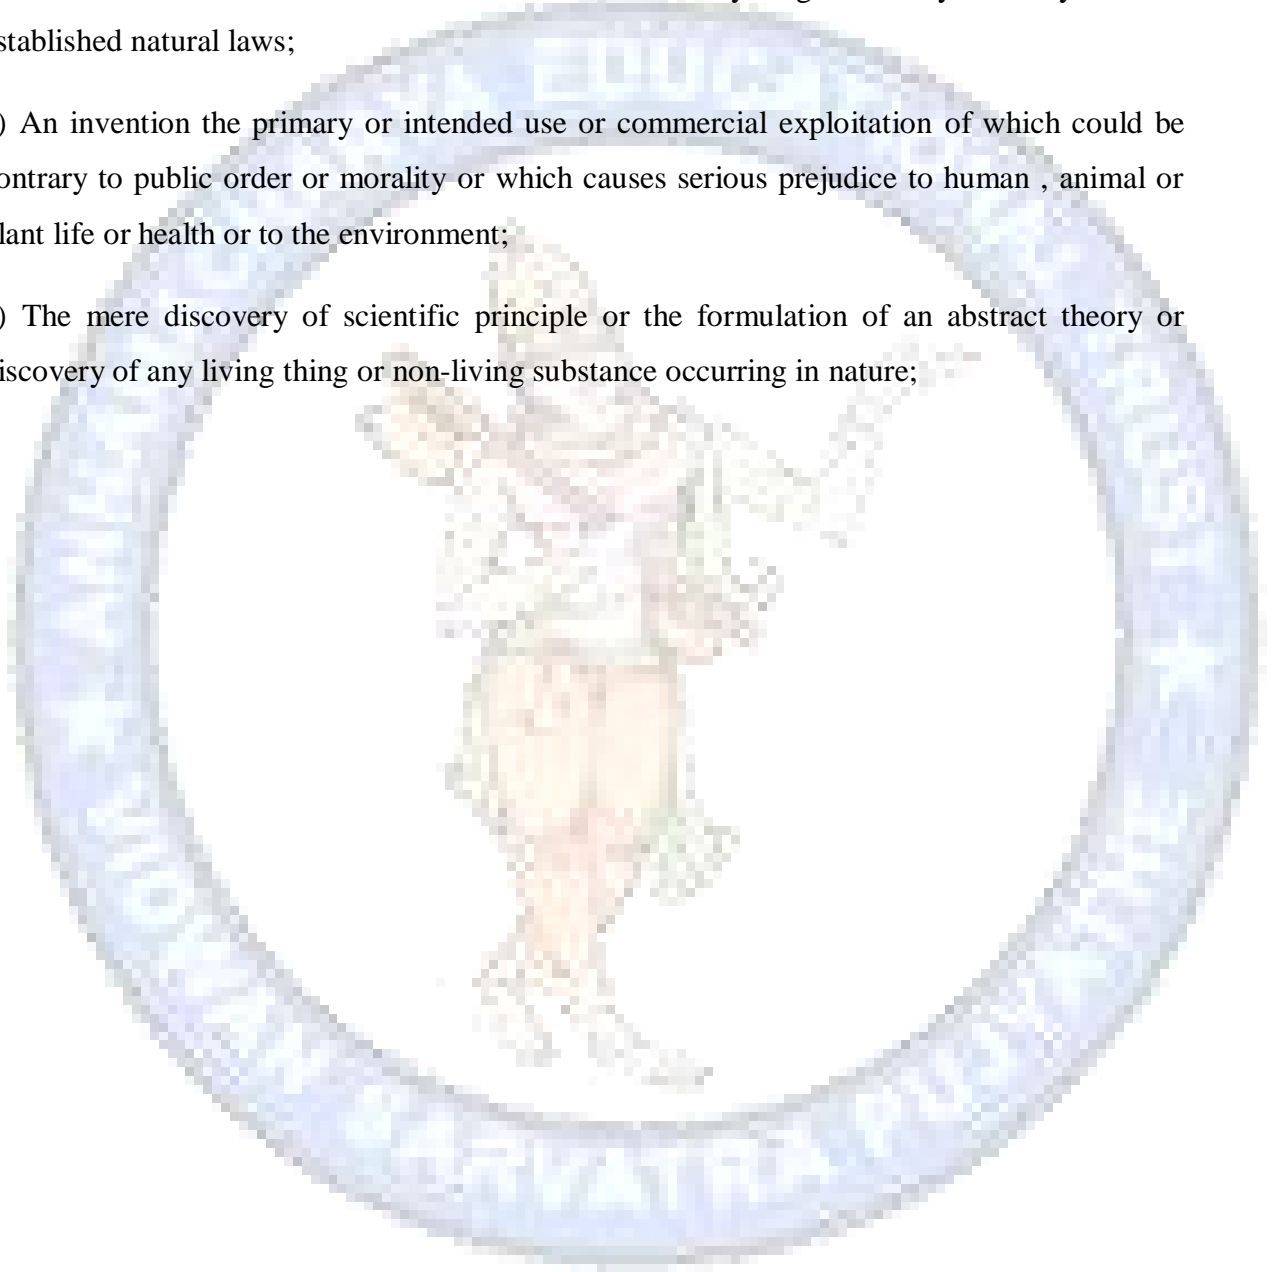 stablished natural laws;
) An invention the primary or intended use or commercial exploitation of which could be
ontrary to public order or morality or which causes serious prejudice to human , animal or
lant life or health or to the environment;
) The mere discovery of scientific principle or the formulation of an abstract theory or
iscovery of any living thing or non-living substance occurring in nature;
VIDWAN SARVATRA PUJYATHE